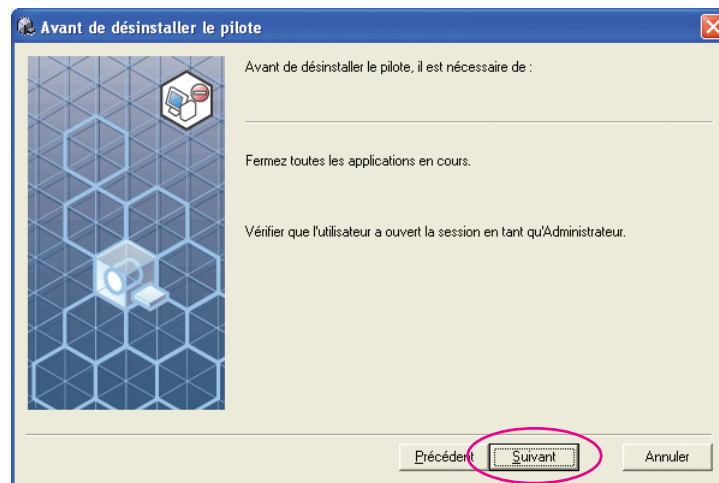 Avant de désinstaller le pilote
Avant de désinstaller le pilote, il est nécessaire de :
Fermez toutes les applications en cours.
Vérifier que l'utilisateur a ouvert la session en tant qu'Administrateur.
Précédent Suivant Annuler